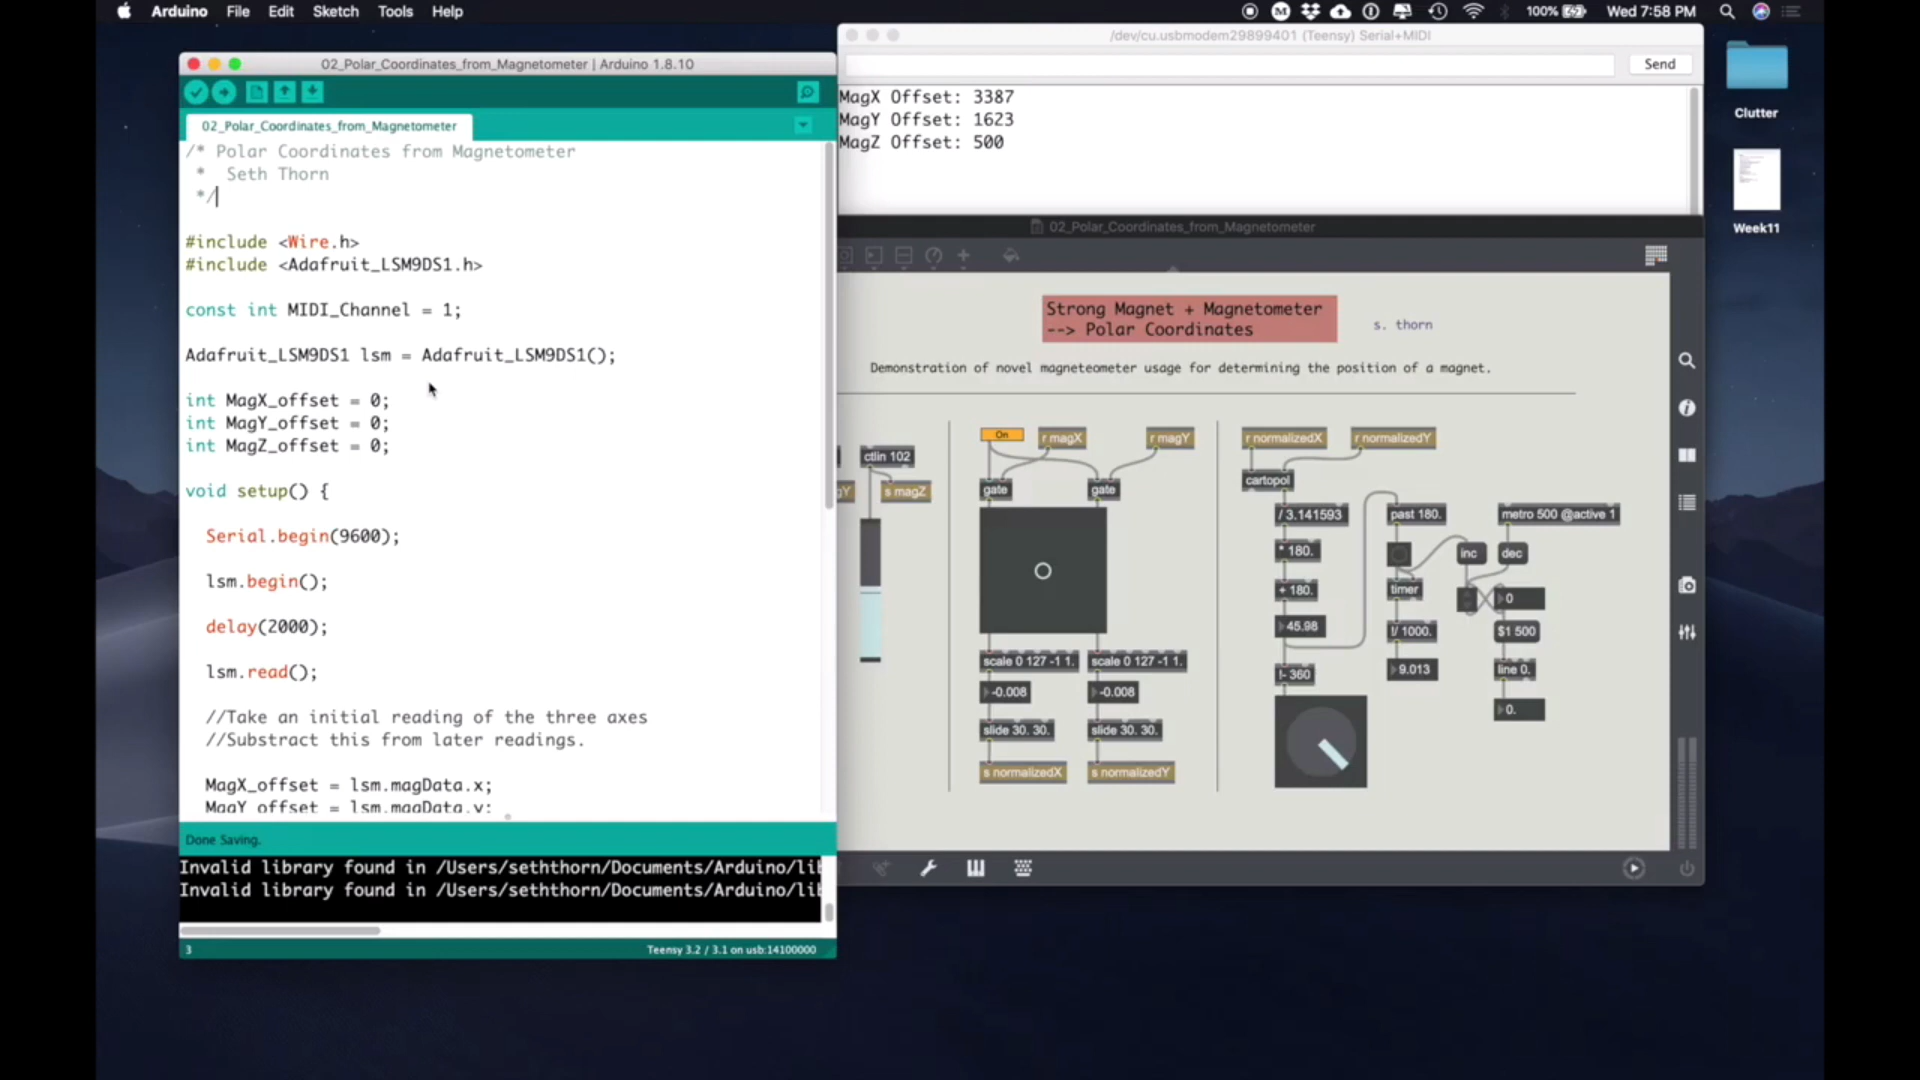 Arduino File Edit Sketch Tools Help
100% Wed 7:58 PM
02_Polar_Coordinates_from_Magnetometer | Arduino 1.8.10
02_Polar_Coordinates_from_Magnetometer
/* Polar Coordinates from Magnetometer
* Seth Thorn
*/
#include <Wire.h>
#include <Adafruit_LSM9DS1.h>
const int MIDI_Channel = 1;
Adafruit_LSM9DS1 lsm = Adafruit_LSM9DS1();
int MagX_offset = 0;
int MagY_offset = 0;
int MagZ_offset = 0;
void setup() {
Serial.begin(9600);
lsm.begin();
delay(2000);
lsm.read();
//Take an initial reading of the three axes
//Substract this from later readings.
MagX_offset = lsm.magData.x;
MagY_offset = lsm.magData.y;
Done Saving.
Invalid library found in /Users/seththorn/Documents/Arduino/lib
Invalid library found in /Users/seththorn/Documents/Arduino/lib
3
Teensy 3.2 / 3.1 on usb:14100000
/dev/cu.usbmodem29899401 (Teensy) Serial+MIDI
Send
MagX Offset: 3387
MagY Offset: 1623
MagZ Offset: 500
02_Polar_Coordinates_from_Magnetometer
Strong Magnet + Magnetometer
--> Polar Coordinates
s. thorn
Demonstration of novel magneteometer usage for determining the position of a magnet.
ctlin 102
gY
s magZ
On
r magX
r magY
gate
gate
scale 0 127 -1 1.
scale 0 127 -1 1.
-0.008
-0.008
slide 30. 30.
slide 30. 30.
s normalizedX
s normalizedY
r normalizedX
r normalizedY
cartopol
/ 3.141593
* 180.
+ 180.
45.98
!- 360
past 180.
timer
!/ 1000.
9.013
metro 500 @active 1
inc
dec
0
$1 500
line 0.
0.
Clutter
Week11